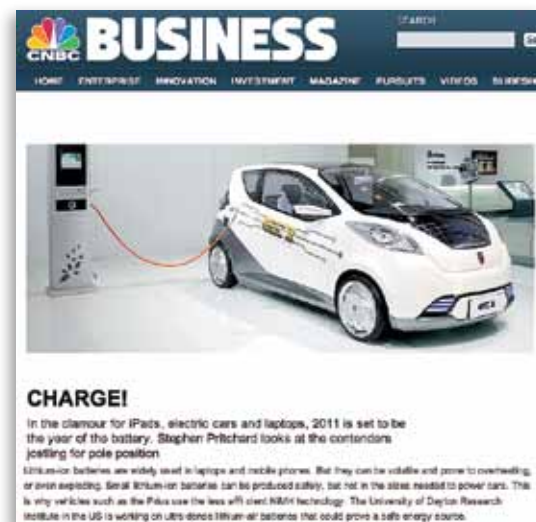 CNBC BUSINESS
SEARCH
HOME ENTERPRISE INNOVATION INVESTMENT MAGAZINE PURSUITS VIDEOS
CHARGE!
In the clamour for iPads, electric cars and laptops, 2011 is set to be
the year of the battery. Stephen Pritchard looks at the contenders
jostling for pole position
Lithium-ion batteries are widely used in laptops and mobile phones. But they can be volatile and prone to overheating,
or even exploding. Small lithium-ion batteries can be produced safely, but not in the sizes needed to power cars. This
is why vehicles such as the Prius use the less effi cient NiMH technology. The University of Dayton Research
Institute in the US is working on ultra dense lithium-air batteries that could prove a safe energy source.